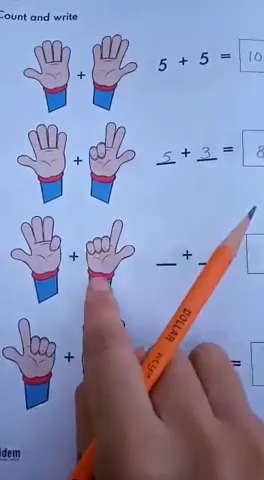 Count and write
+ 5 + 5 = 10
+ 5 + 3 = 8
+ _ + _
+ =
DOLLAR
idem